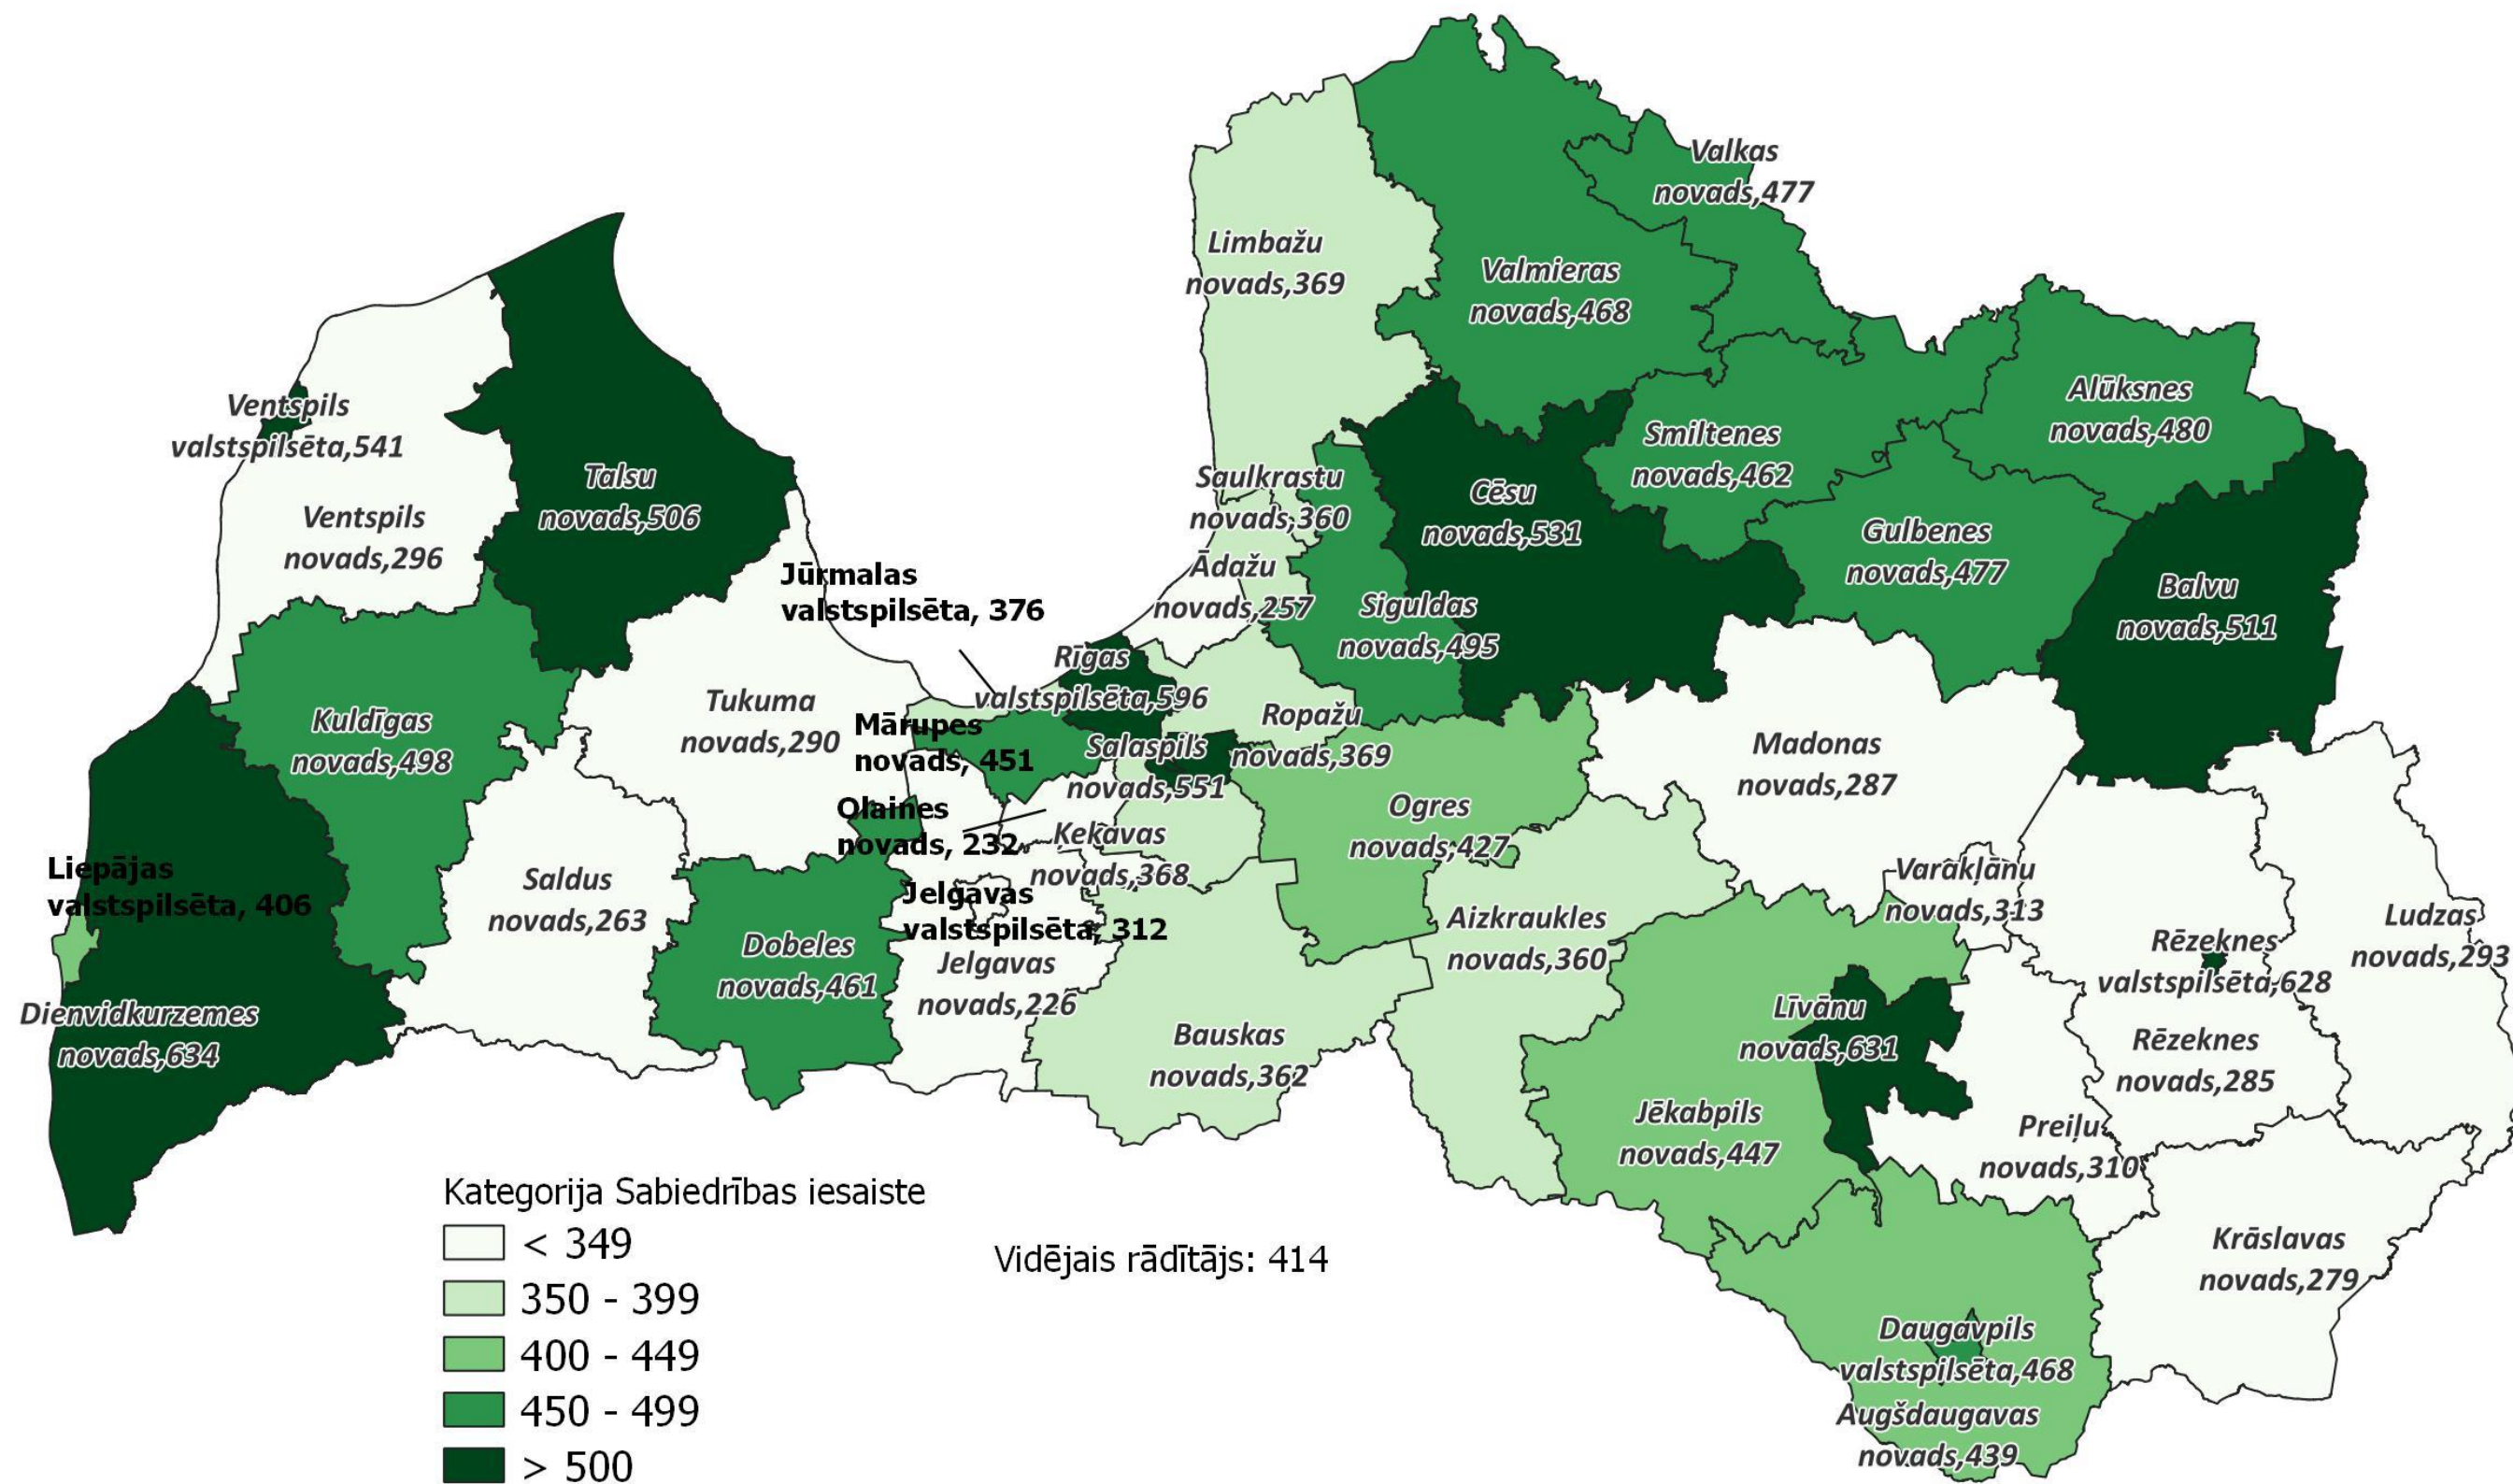 Valkas
novads,477
Limbažu
novads,369
Valmieras
novads,468
Ventspils
valstspilsēta,541
Talsu
novads,506
Ventspils
novads,296
Alūksnes
novads,480
Smiltenes
novads,462
Saulkrastu
novads,360
Cēsu
novads,531
Gulbenes
novads,477
Ādažu
novads,257
Siguldas
novads,495
Balvu
novads,511
Jūrmalas
valstspilsēta, 376
Rīgas
valstspilsēta,596
Kuldīgas
novads,498
Tukuma
novads,290
Mārupes
novads, 451
Salaspils
novads,551
Ropažu
novads,369
Madonas
novads,287
Olaines
novads, 232
Ķekavas
novads,368
Ogres
novads,427
Liepājas
valstspilsēta, 406
Saldus
novads,263
Jelgavas
valstspilsēta, 312
Varakļānu
novads,313
Aizkraukles
novads,360
Ludzas
novads,293
Dobeles
novads,461
Jelgavas
novads,226
Rēzeknes
valstspilsēta,628
Dienvidkurzemes
novads,634
Bauskas
novads,362
Līvānu
novads,631
Rēzeknes
novads,285
Jēkabpils
novads,447
Preiļu
novads,310
Krāslavas
novads,279
Daugavpils
valstspilsēta,468
Augšdaugavas
novads,439
Kategorija Sabiedrības iesaiste
< 349
350 - 399
400 - 449
450 - 499
> 500
Vidējais rādītājs: 414